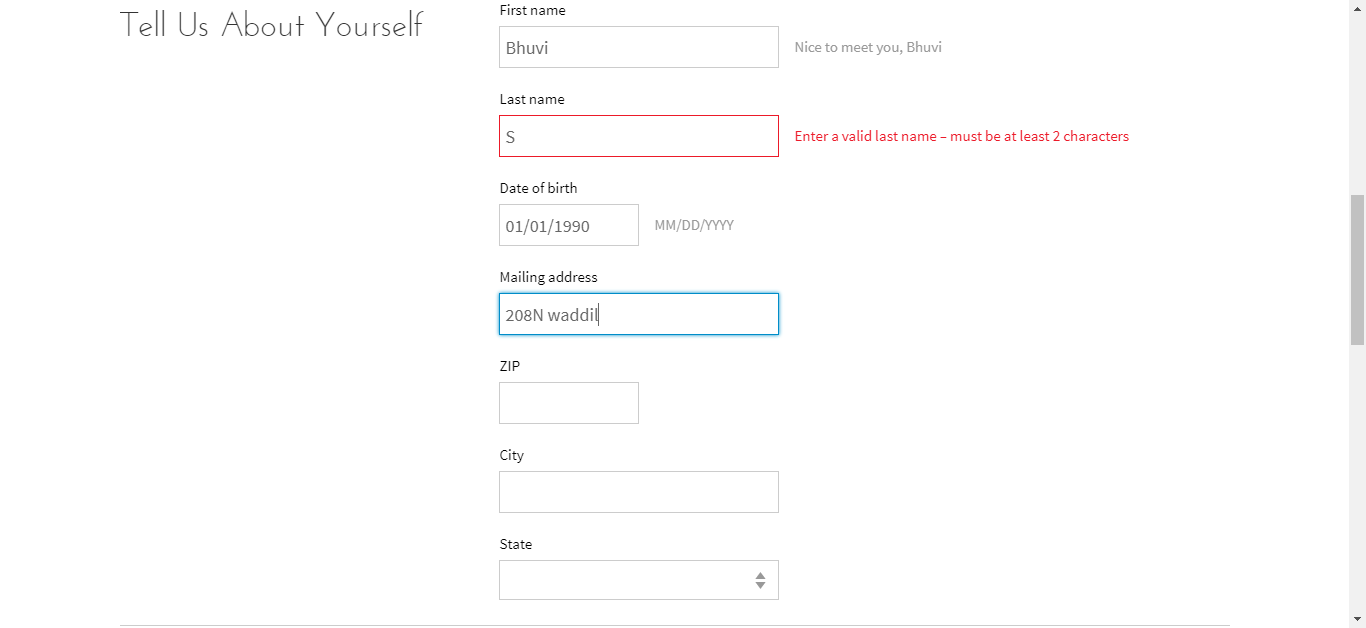 Tell Us About Yourself
First name
Bhuvi
Nice to meet you, Bhuvi
Last name
S
Enter a valid last name – must be at least 2 characters
Date of birth
01/01/1990
MM/DD/YYYY
Mailing address
208N waddil
ZIP
City
State